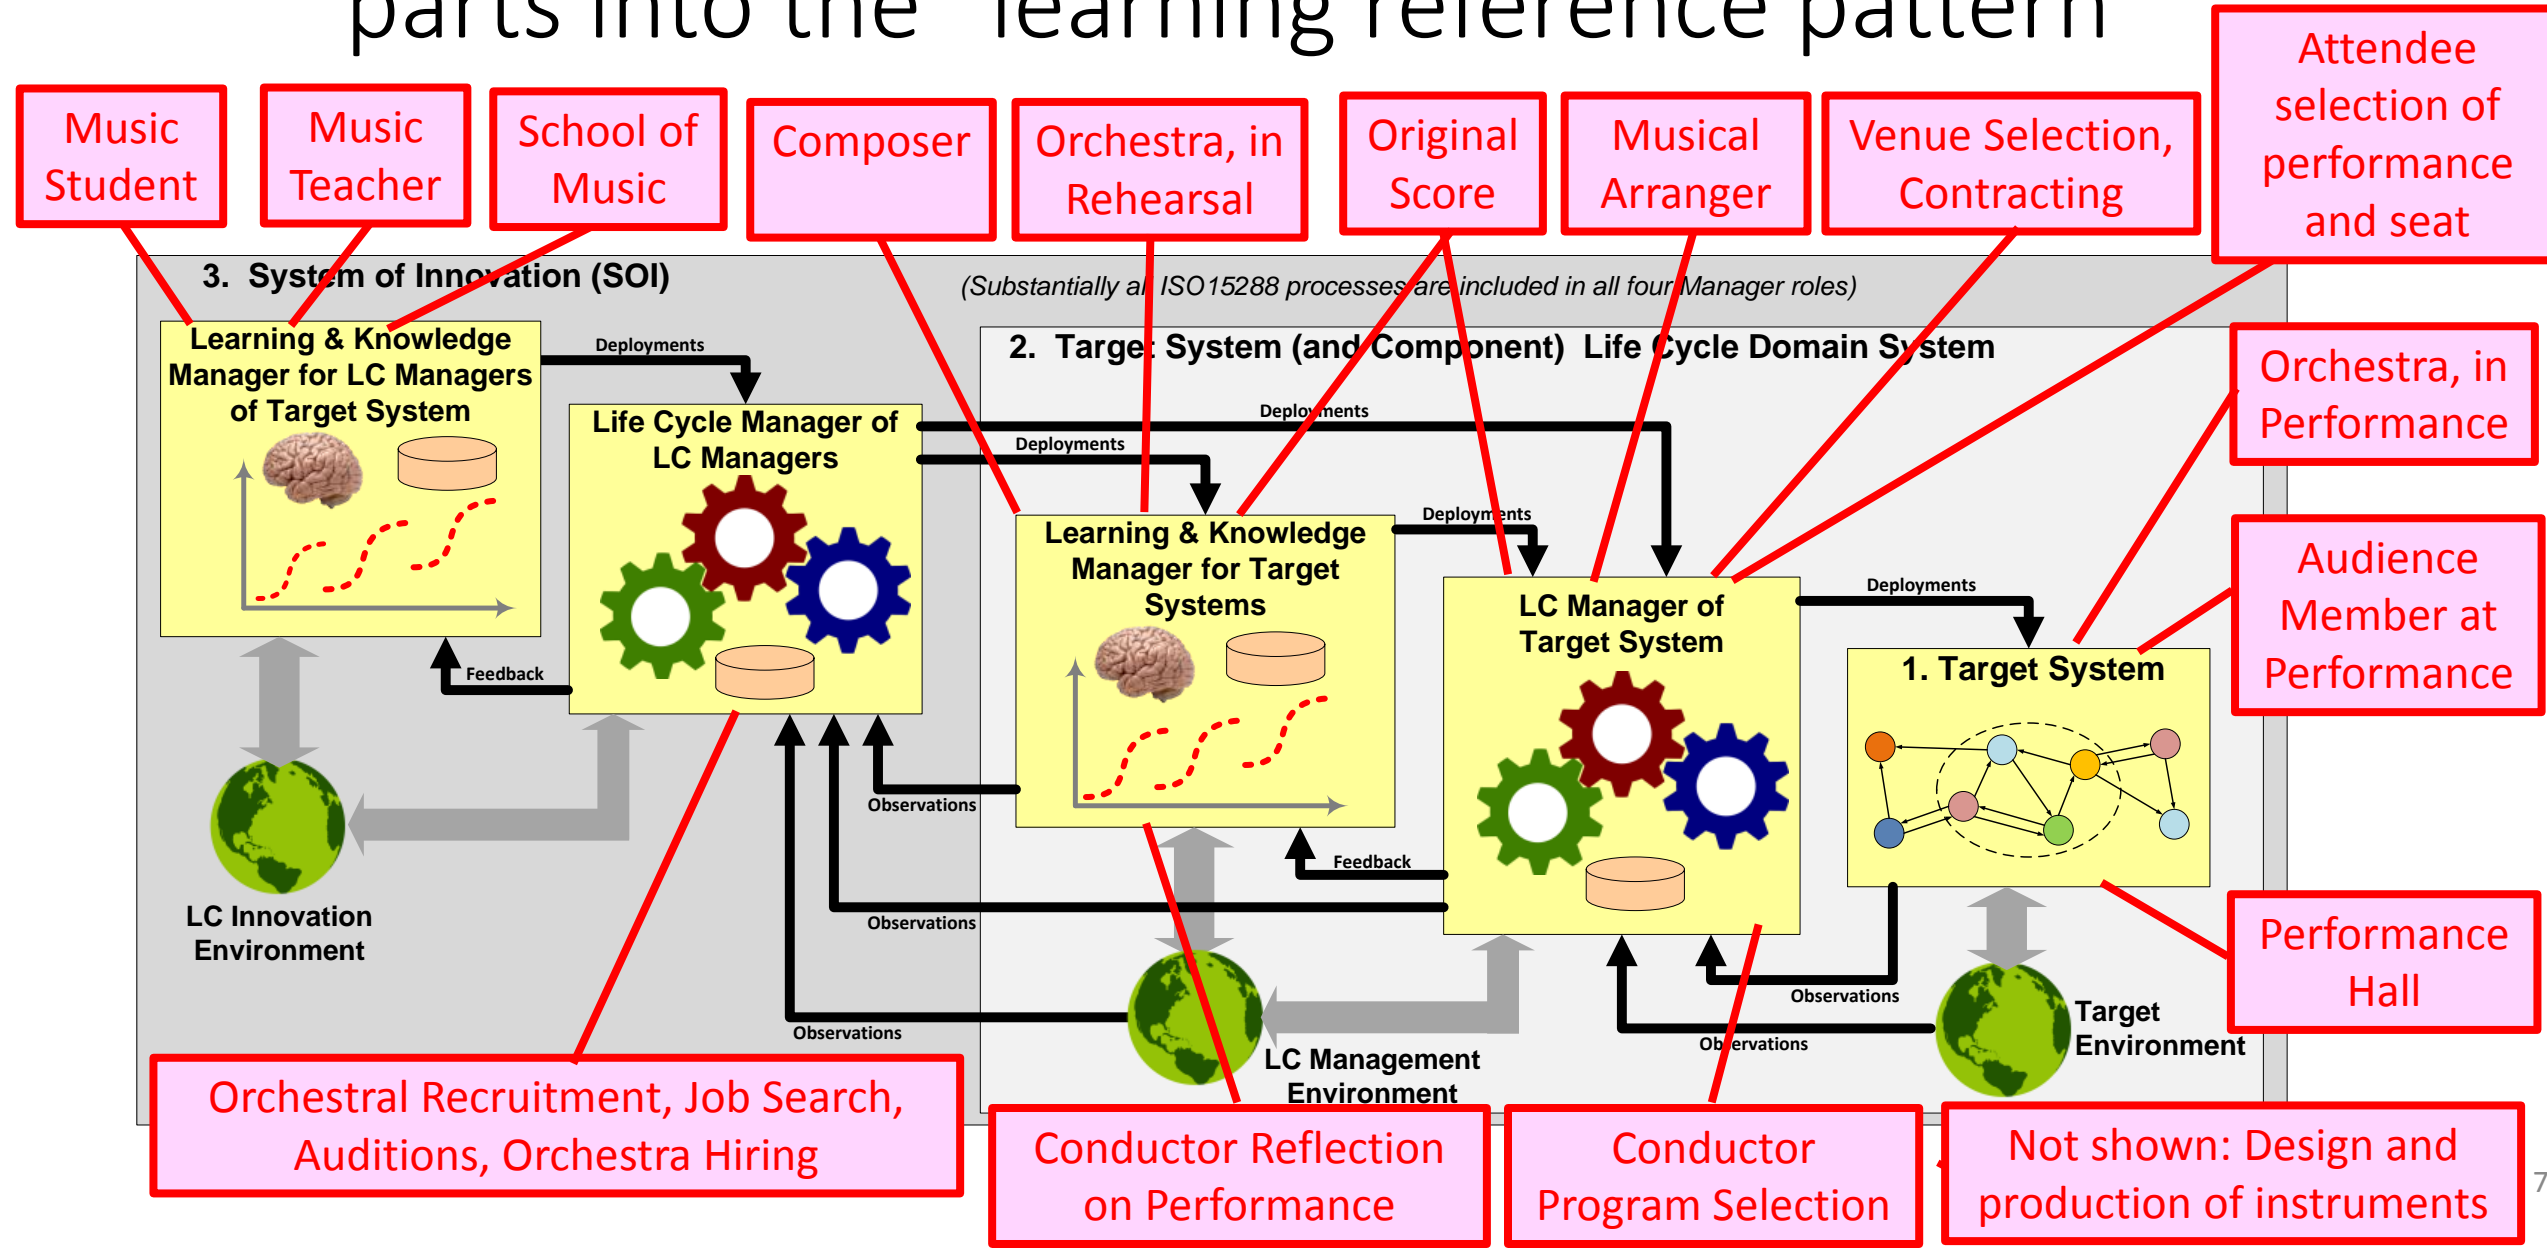 parts into the "learning reference pattern"
Music
Student
Music
Teacher
School of
Music
Composer
Orchestra, in
Rehearsal
Original
Score
Musical
Arranger
Venue Selection,
Contracting
Attendee
selection of
performance
and seat
3. System of Innovation (SOI)
(Substantially all ISO15288 processes are included in all four Manager roles)
Learning & Knowledge
Manager for LC Managers
of Target System
Deployments
Life Cycle Manager of
LC Managers
2. Target System (and Component) Life Cycle Domain System
Deployments
Deployments
Orchestra, in
Performance
Learning & Knowledge
Manager for Target
Systems
Deployments
LC Manager of
Target System
Deployments
Audience
Member at
Performance
1. Target System
Feedback
Observations
Feedback
Observations
Observations
Observations
Observations
LC Innovation
Environment
LC Management
Environment
Target
Environment
Performance
Hall
Orchestral Recruitment, Job Search,
Auditions, Orchestra Hiring
Conductor Reflection
on Performance
Conductor
Program Selection
Not shown: Design and
production of instruments
7